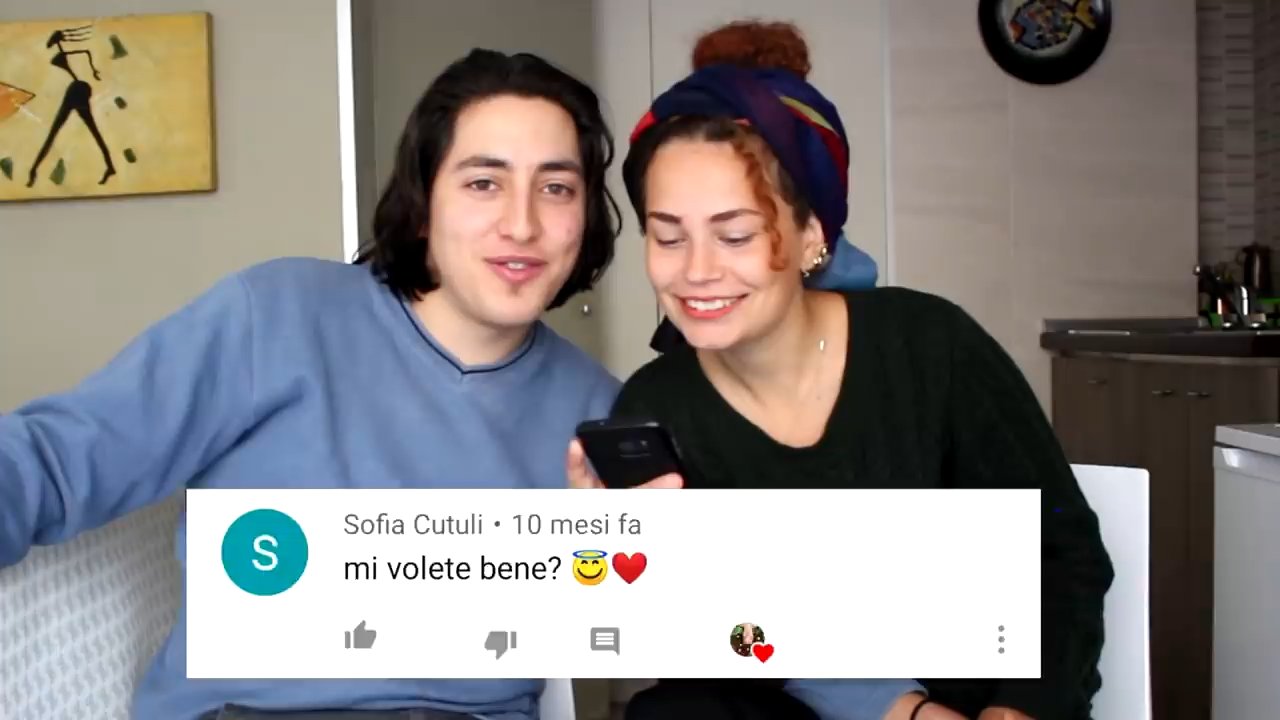 S
Sofia Cutuli • 10 mesi fa
mi volete bene? 😇❤️